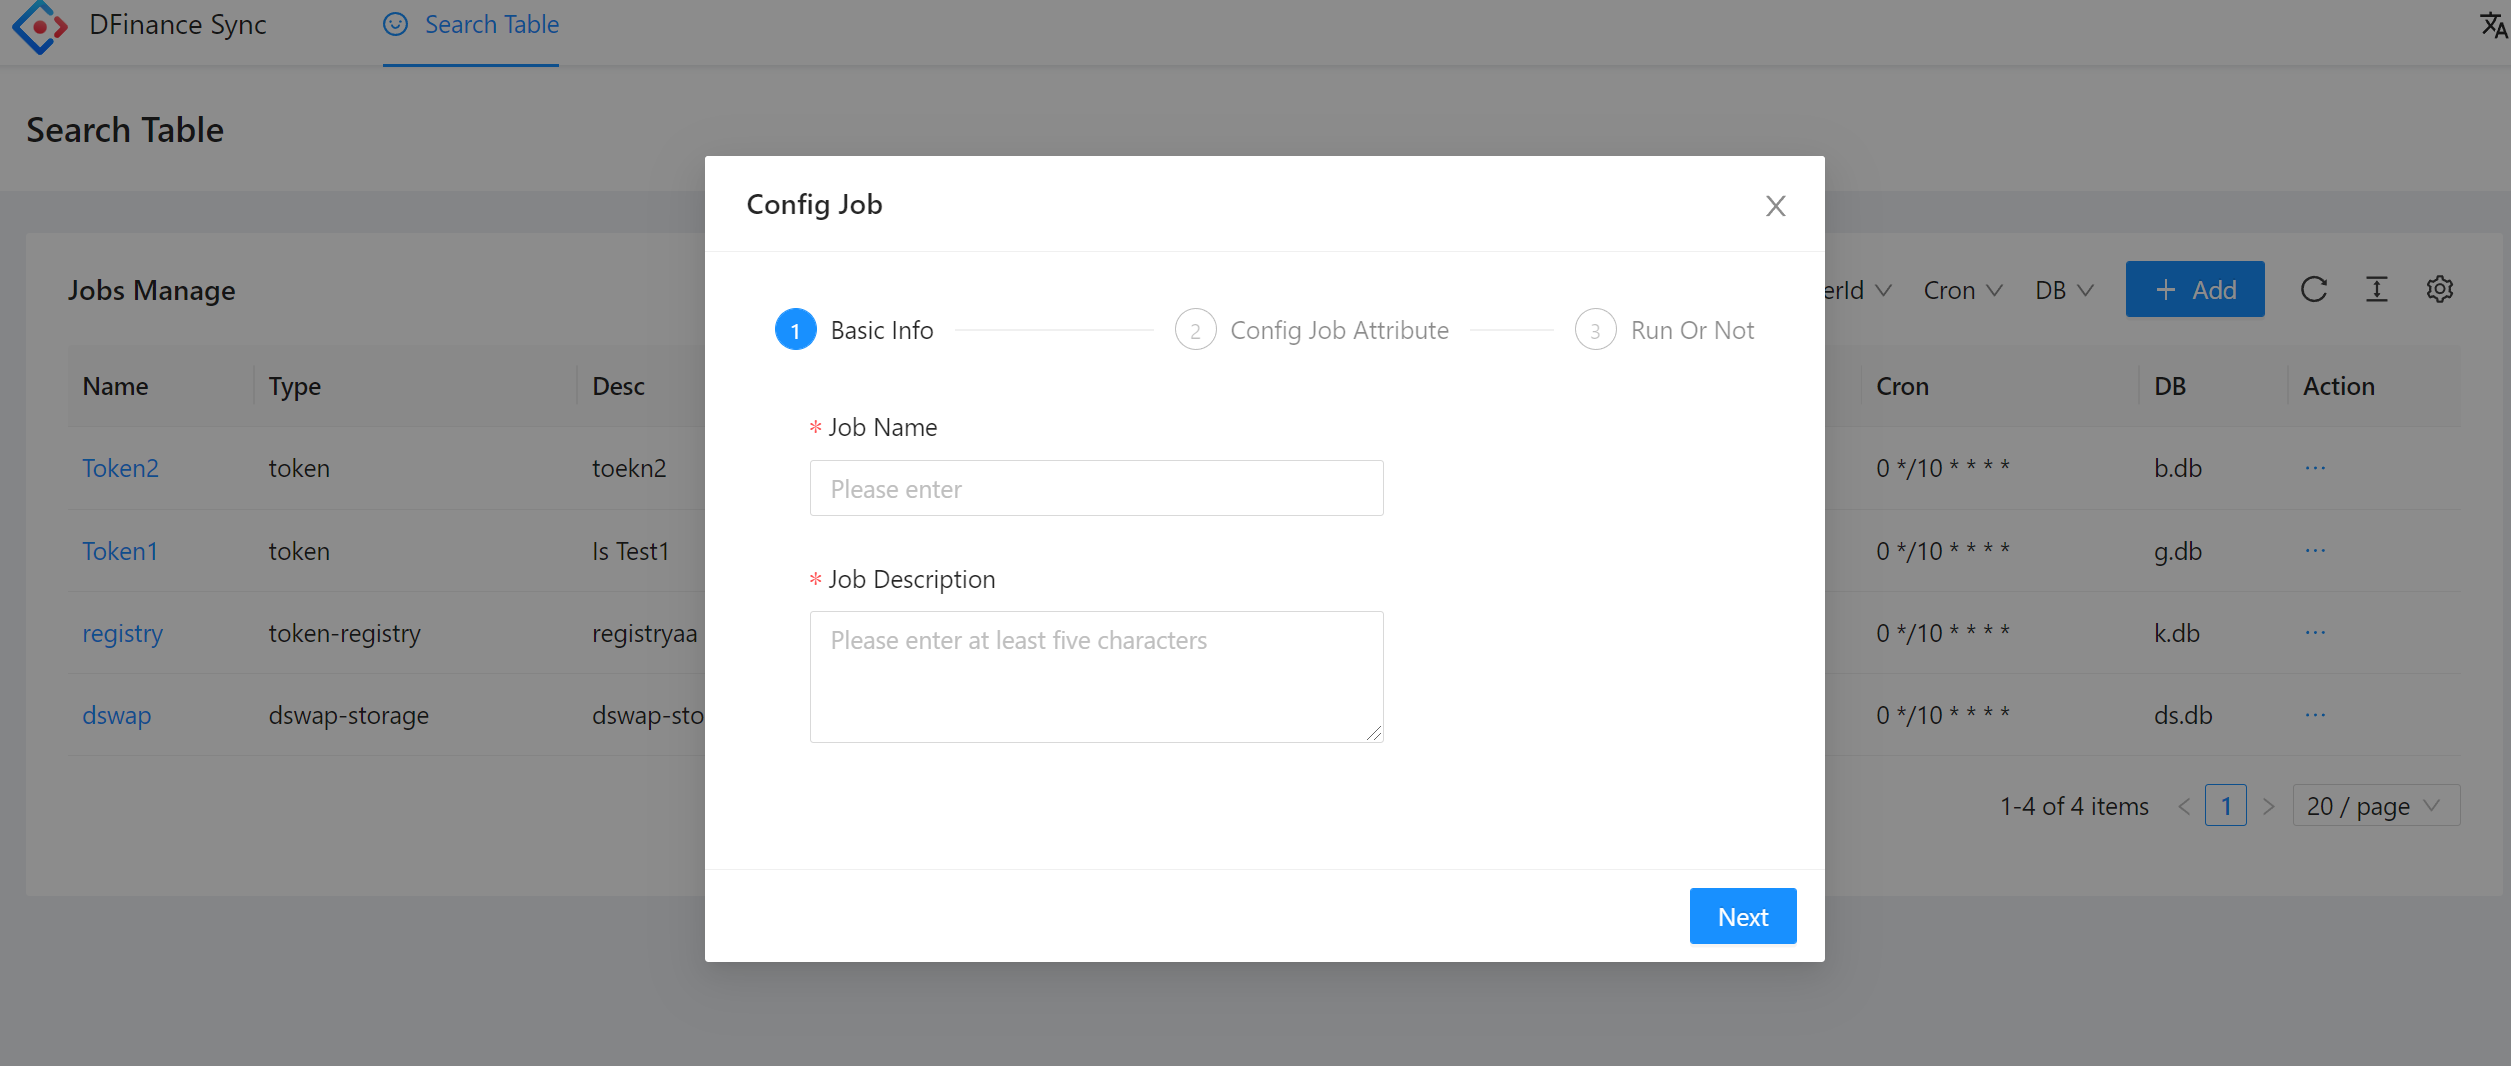 DFinance Sync
Search Table
Search Table
Config Job
X
Jobs Manage
erId
Cron
DB
+ Add
1 Basic Info
2 Config Job Attribute
3 Run Or Not
Name Type Desc Cron DB Action
* Job Name
Please enter
Token2 token toekn2 0 */10 * * * * b.db ···
Token1 token Is Test1 0 */10 * * * * g.db ···
* Job Description
Please enter at least five characters
registry token-registry registryaa 0 */10 * * * * k.db ···
dswap dswap-storage dswap-sto 0 */10 * * * * ds.db ···
1-4 of 4 items < 1 > 20 / page
Next